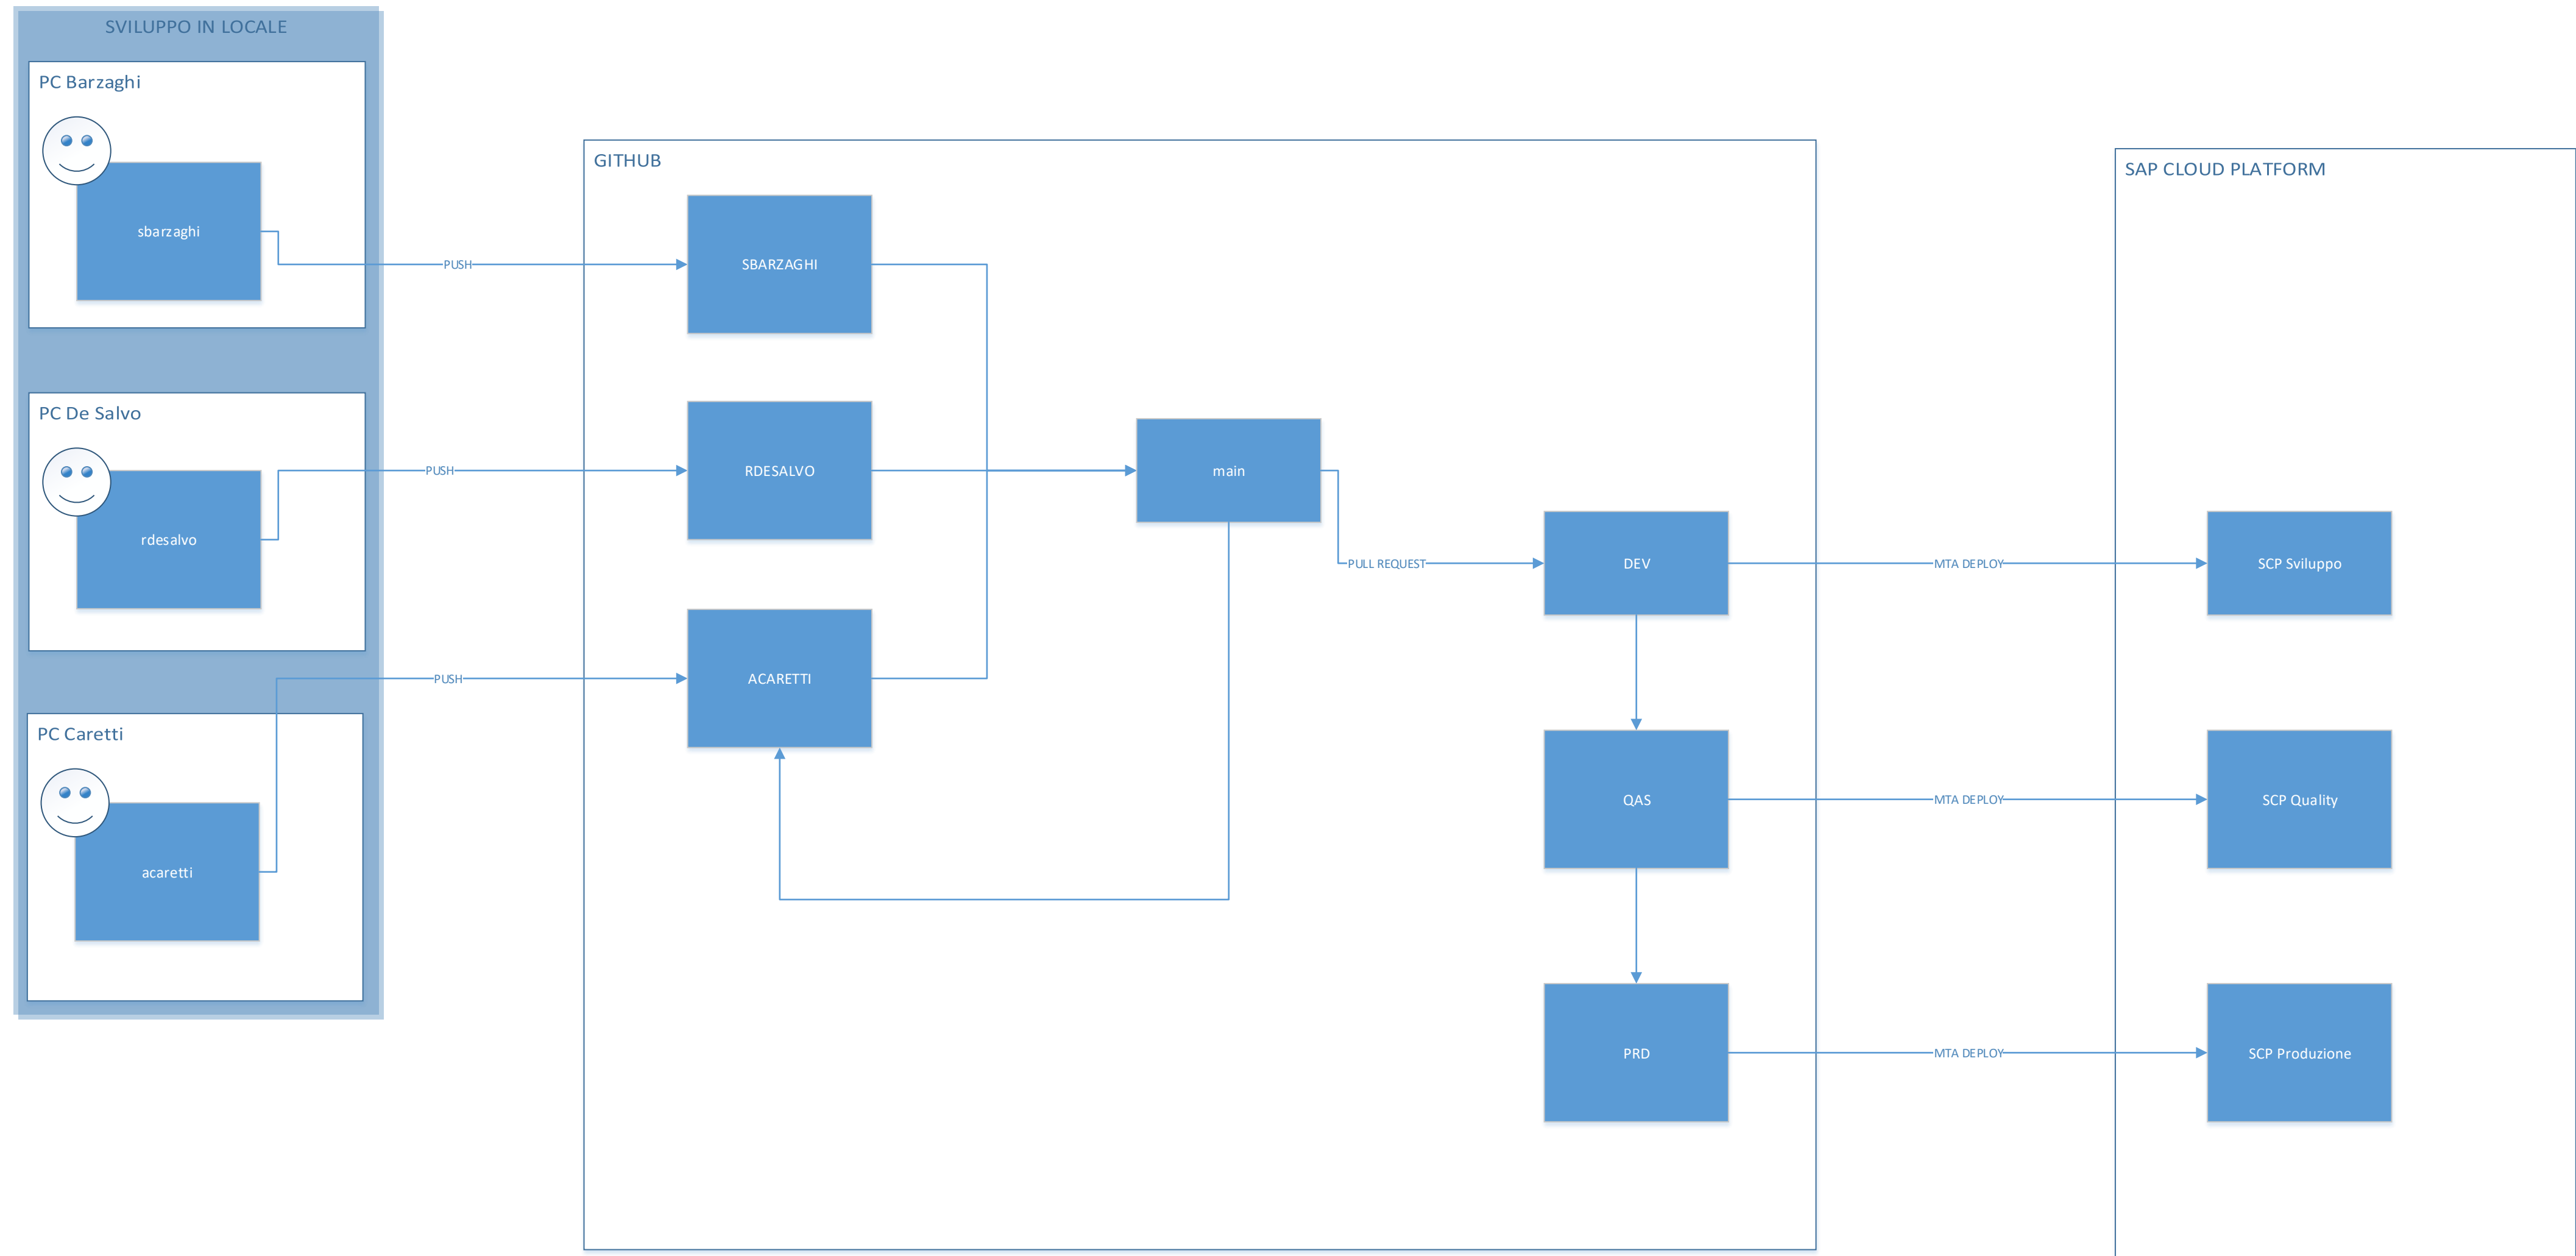 SVILUPPO IN LOCALE
PC Barzaghi
sbarzaghi
PC De Salvo
rdesalvo
PC Caretti
acaretti
PUSH
PUSH
PUSH
GITHUB
SBARZAGHI
RDESALVO
ACARETTI
main
PULL REQUEST
DEV
QAS
PRD
MTA DEPLOY
MTA DEPLOY
MTA DEPLOY
SAP CLOUD PLATFORM
SCP Sviluppo
SCP Quality
SCP Produzione